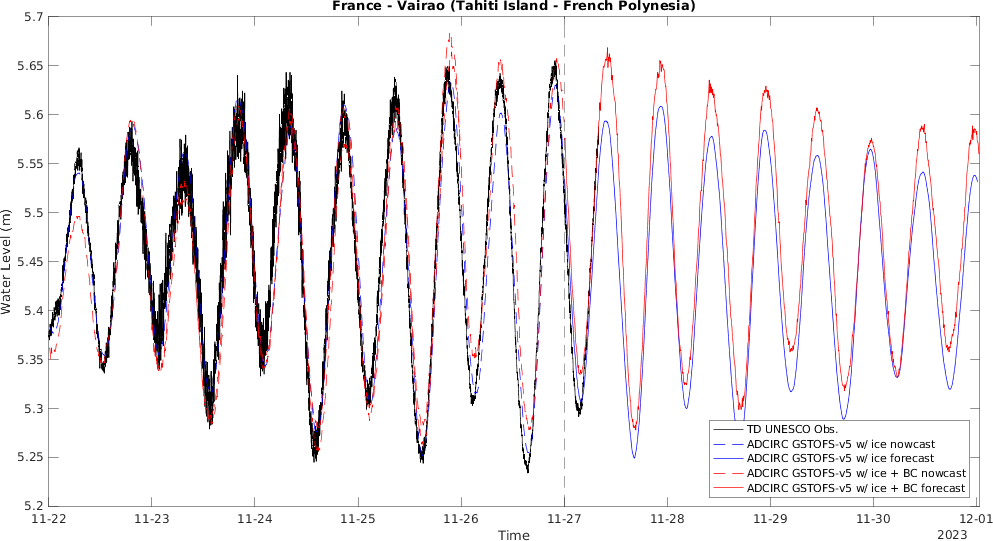 France - Vairao (Tahiti Island - French Polynesia)
5.7
5.65
5.6
5.55
5.5
5.45
5.4
5.35
5.3
5.25
5.2
Water Level (m)
TD UNESCO Obs.
ADCIRC GSTOFS-v5 w/ ice nowcast
ADCIRC GSTOFS-v5 w/ ice forecast
ADCIRC GSTOFS-v5 w/ ice + BC nowcast
ADCIRC GSTOFS-v5 w/ ice + BC forecast
11-22 11-23 11-24 11-25 11-26 11-27 11-28 11-29 11-30 12-01
Time
2023